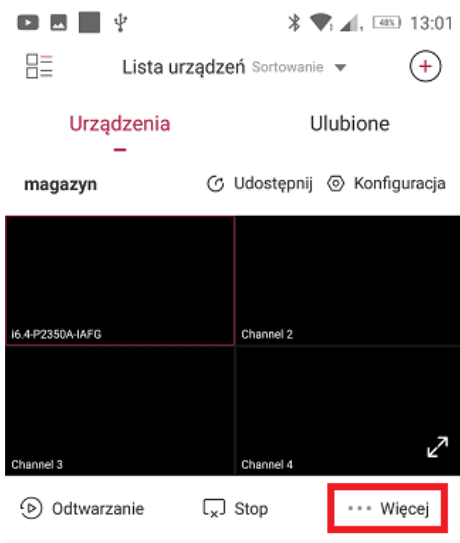 48% 13:01
Lista urządzeń Sortowanie
Urządzenia Ulubione
magazyn Udostępnij Konfiguracja
i6.4-P2350A-IAFG Channel 2
Channel 3 Channel 4
Odtwarzanie Stop Więcej